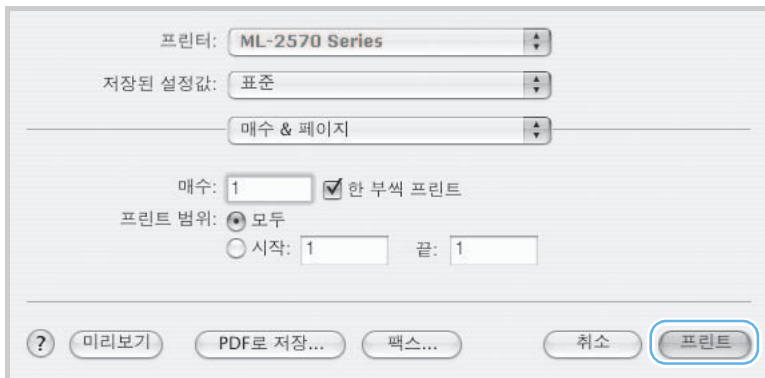 프린터: ML-2570 Series
저장된 설정값: 표준
매수 & 페이지
매수: 1 한 부씩 프린트
프린트 범위: 모두
시작: 1 끝: 1
? 미리보기 PDF로 저장... 팩스... 취소 프린트